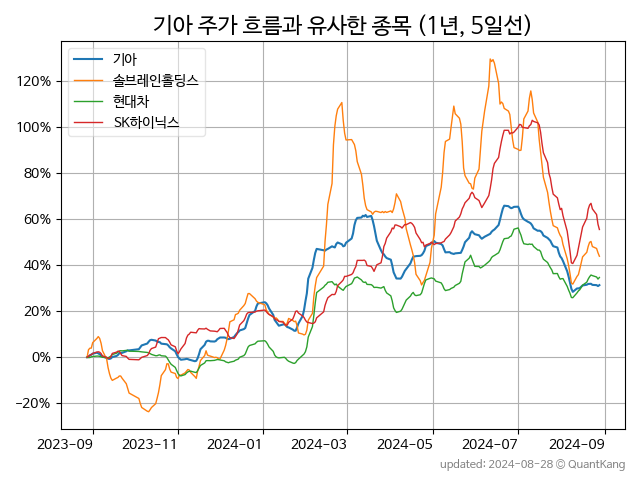 기아 주가 흐름과 유사한 종목 (1년, 5일선)
기아
솔브레인홀딩스
현대차
SK하이닉스
120%
100%
80%
60%
40%
20%
0%
−20%
2023-09
2023-11
2024-01
2024-03
2024-05
2024-07
2024-09
updated: 2024-08-28 © QuantKang